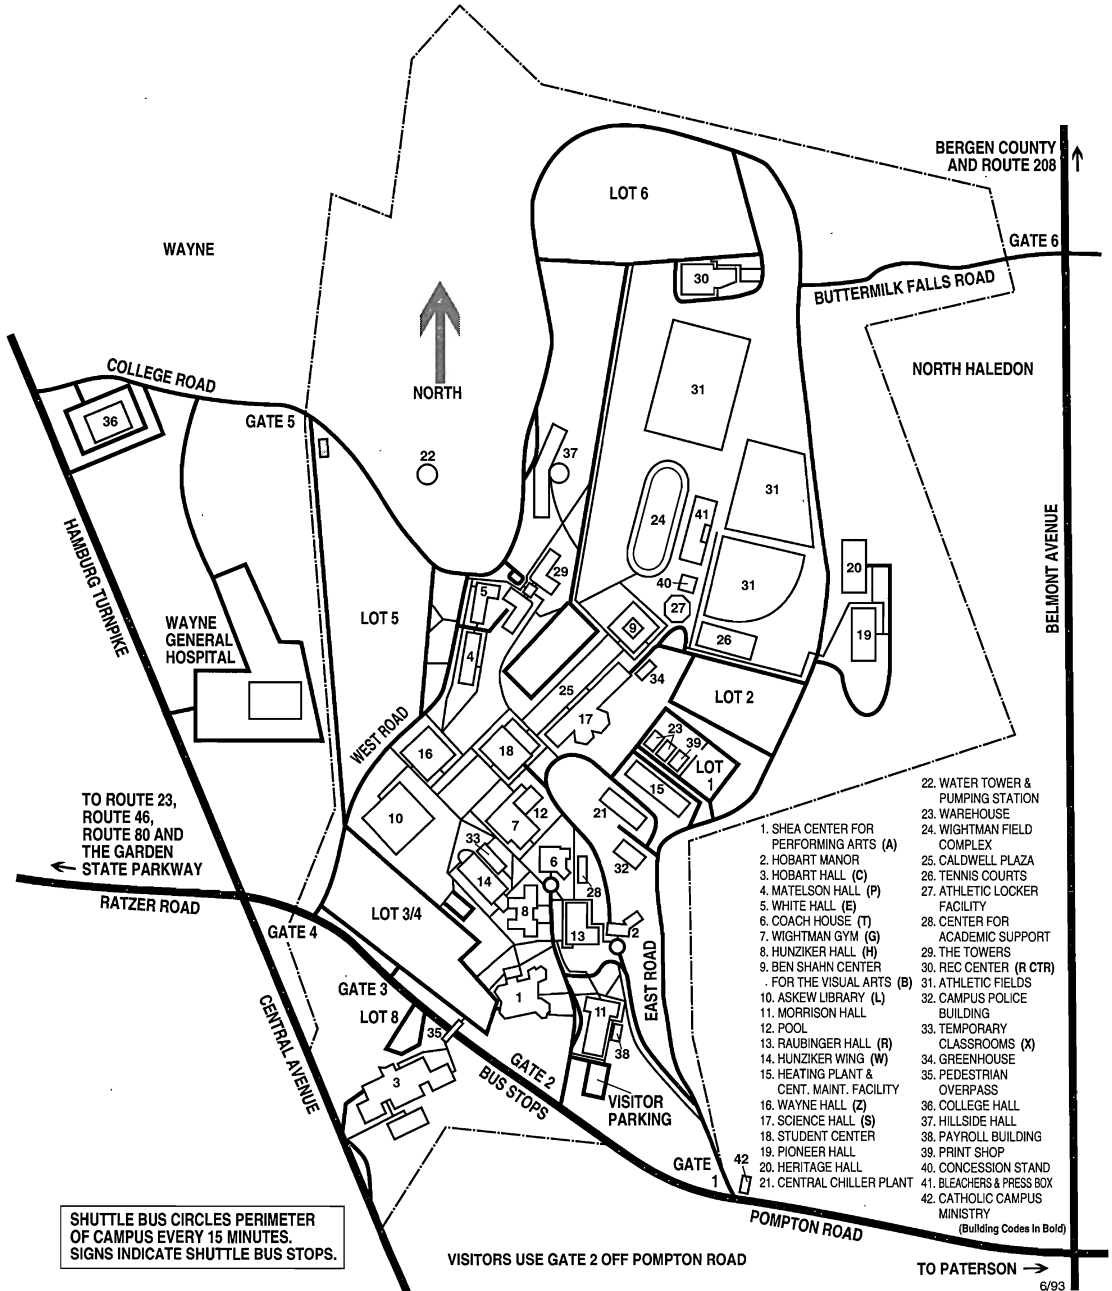 BERGEN COUNTY
AND ROUTE 208
LOT 6
WAYNE
GATE 6
30
BUTTERMILK FALLS ROAD
COLLEGE ROAD
NORTH
31
NORTH HALEDON
36
GATE 5
22
37
31
24
41
HAMBURG TURNPIKE
BELMONT AVENUE
29
40
31
20
5
27
WAYNE
GENERAL
HOSPITAL
LOT 5
9
26
19
4
34
25
LOT 2
WEST ROAD
17
23
39
16
18
LOT
1
15
TO ROUTE 23,
ROUTE 46,
ROUTE 80 AND
THE GARDEN
STATE PARKWAY
10
12
7
21
33
6
32
14
28
RATZER ROAD
LOT 3/4
8
GATE 4
13
2
EAST ROAD
GATE 3
1
11
LOT 8
35
38
CENTRAL AVENUE
GATE 2
BUS STOPS
3
VISITOR
PARKING
GATE
1
42
POMPTON ROAD
1. SHEA CENTER FOR
PERFORMING ARTS (A)
2. HOBART MANOR
3. HOBART HALL (C)
4. MATELSON HALL (P)
5. WHITE HALL (E)
6. COACH HOUSE (T)
7. WIGHTMAN GYM (G)
8. HUNZIKER HALL (H)
9. BEN SHAHN CENTER
FOR THE VISUAL ARTS (B)
10. ASKEW LIBRARY (L)
11. MORRISON HALL
12. POOL
13. RAUBINGER HALL (R)
14. HUNZIKER WING (W)
15. HEATING PLANT &
CENT. MAINT. FACILITY
16. WAYNE HALL (Z)
17. SCIENCE HALL (S)
18. STUDENT CENTER
19. PIONEER HALL
20. HERITAGE HALL
21. CENTRAL CHILLER PLANT
22. WATER TOWER &
PUMPING STATION
23. WAREHOUSE
24. WIGHTMAN FIELD
COMPLEX
25. CALDWELL PLAZA
26. TENNIS COURTS
27. ATHLETIC LOCKER
FACILITY
28. CENTER FOR
ACADEMIC SUPPORT
29. THE TOWERS
30. REC CENTER (R CTR)
31. ATHLETIC FIELDS
32. CAMPUS POLICE
BUILDING
33. TEMPORARY
CLASSROOMS (X)
34. GREENHOUSE
35. PEDESTRIAN
OVERPASS
36. COLLEGE HALL
37. HILLSIDE HALL
38. PAYROLL BUILDING
39. PRINT SHOP
40. CONCESSION STAND
41. BLEACHERS & PRESS BOX
42. CATHOLIC CAMPUS
MINISTRY
(Building Codes In Bold)
SHUTTLE BUS CIRCLES PERIMETER
OF CAMPUS EVERY 15 MINUTES.
SIGNS INDICATE SHUTTLE BUS STOPS.
VISITORS USE GATE 2 OFF POMPTON ROAD
TO PATERSON
6/93